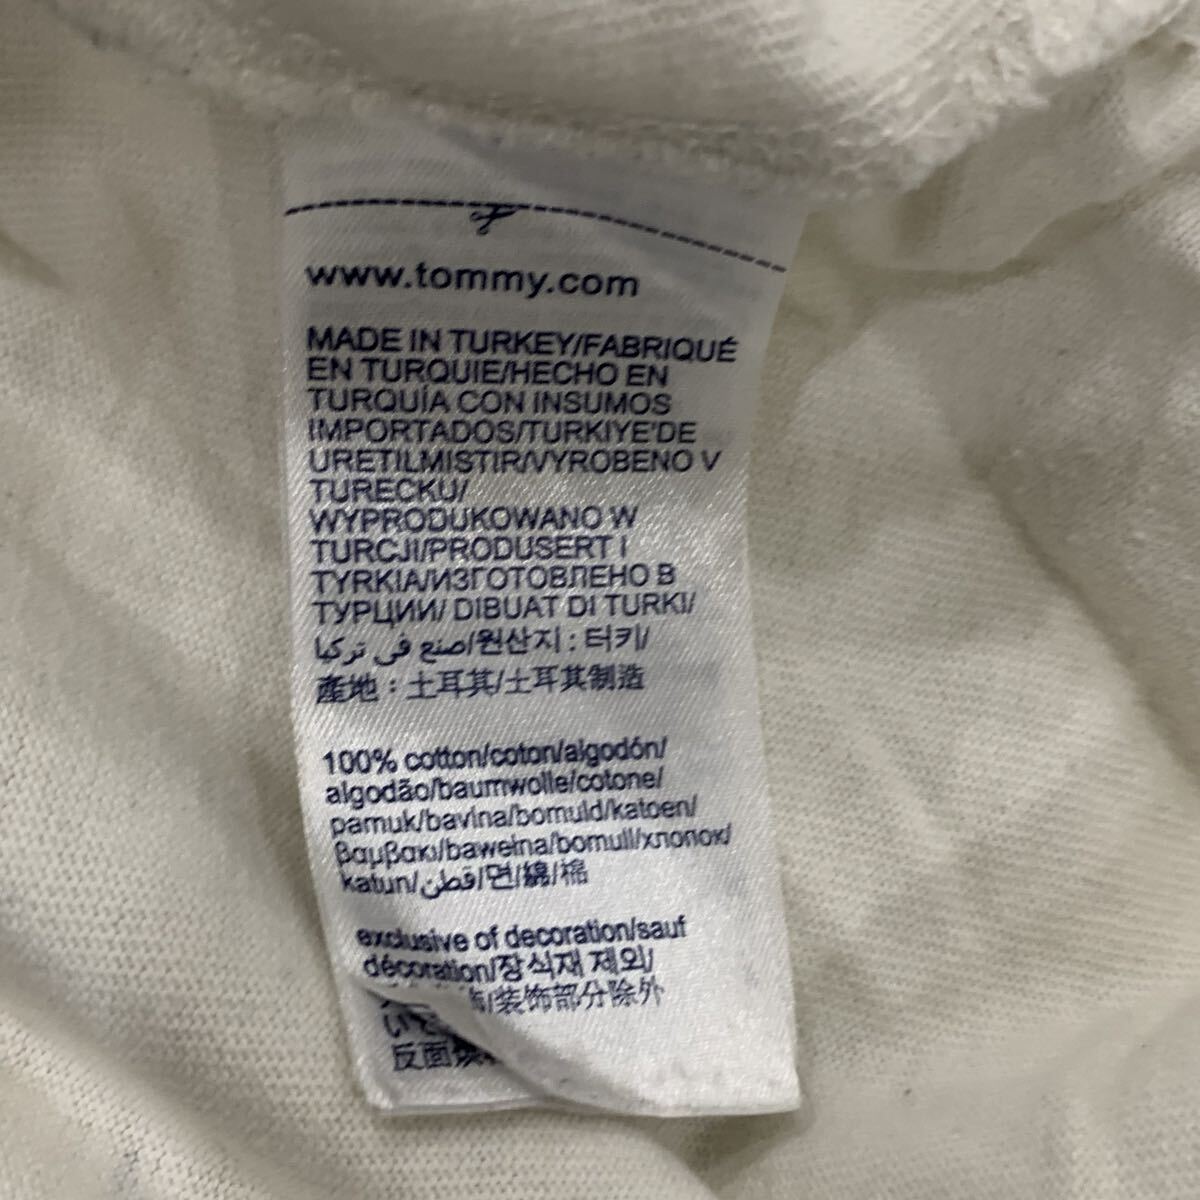 www.tommy.com
MADE IN TURKEY/FABRIQUÉ
EN TURQUIE/HECHO EN
TURQUÍA CON INSUMOS
IMPORTADOS/TURKIYE'DE
URETILMISTIR/VYROBENO V
TURECKU/
WYPRODUKOWANO W
TURCJI/PRODUSERT I
TYRKIA/ИЗГОТОВЛЕНО В
ТУРЦИИ/ DIBUAT DI TURKI/
صنع في تركيا/원산지 : 터키/
產地：土耳其/土耳其制造
100% cotton/coton/algodón/
algodão/baumwolle/cotone/
pamuk/bavlna/bomuld/katoen/
βαμβακι/bawełna/bomull/хлопок/
katun/قطن/면/綿/棉
exclusive of decoration/sauf
décoration/장식재 제외/
飾/装饰部分除外
反面